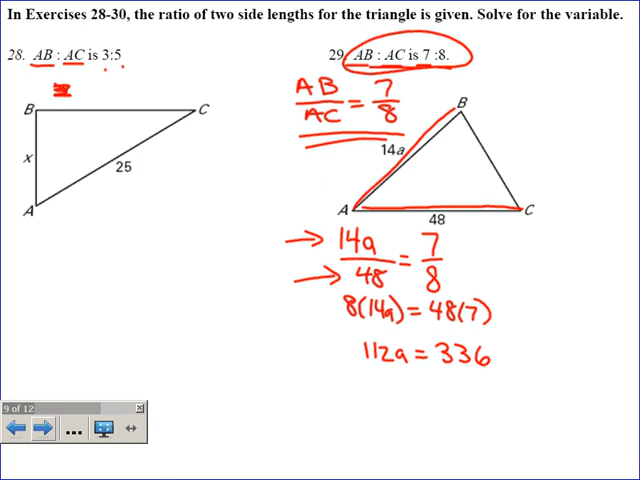 In Exercises 28-30, the ratio of two side lengths for the triangle is given. Solve for the variable.
28. AB : AC is 3:5
B
C
x
25
A
29. AB : AC is 7 :8.
AB/AC = 7/8
B
14a
A
48
C
14a/48 = 7/8
8(14a) = 48(7)
112a = 336
9 of 12